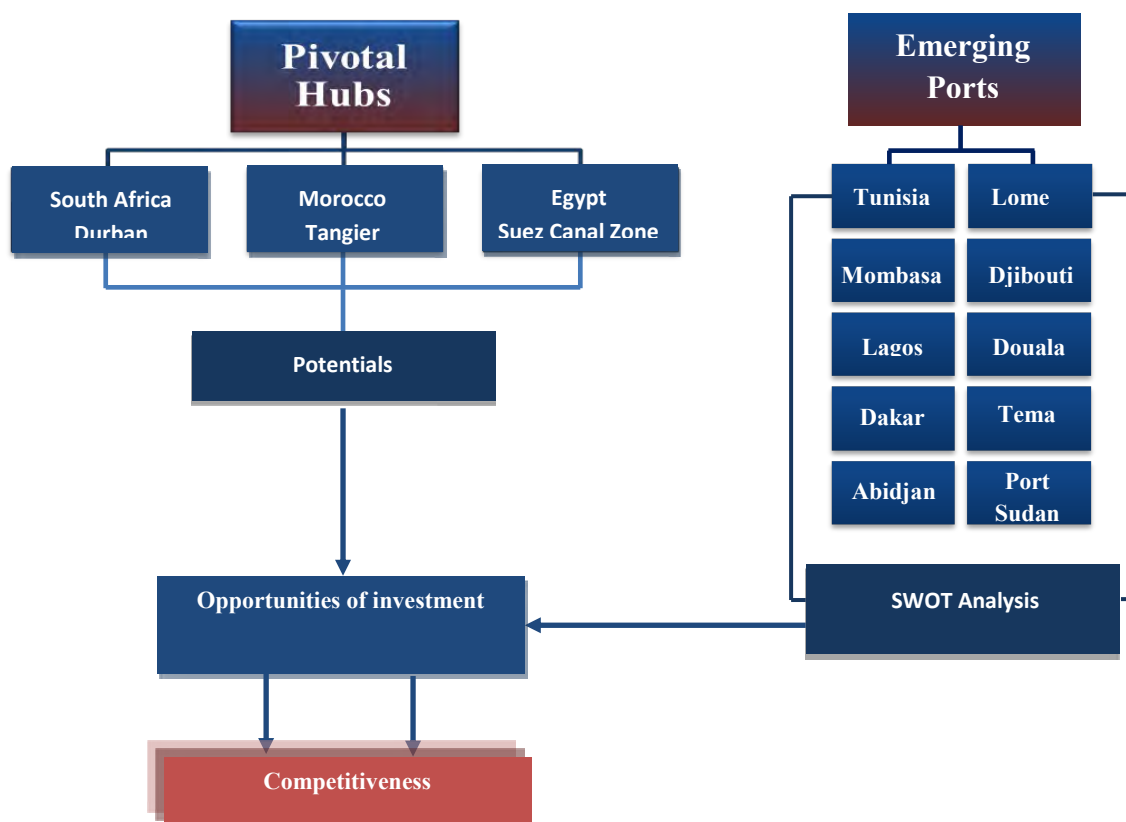 Pivotal
Hubs
Emerging
Ports
South Africa
Durban
Morocco
Tangier
Egypt
Suez Canal Zone
Tunisia
Lome
Mombasa
Djibouti
Lagos
Douala
Dakar
Tema
Abidjan
Port
Sudan
Potentials
Opportunities of investment
SWOT Analysis
Competitiveness